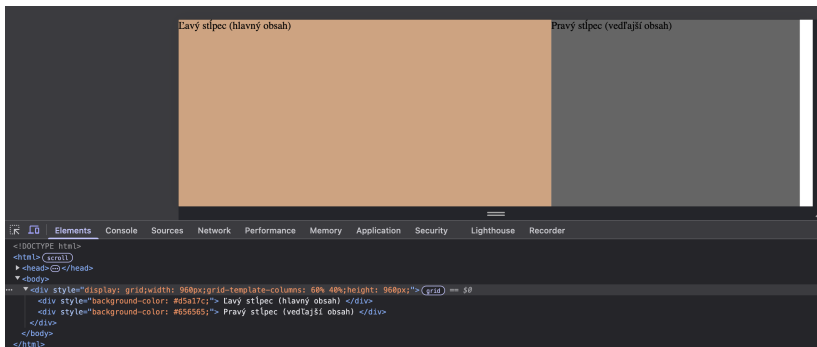 Ľavý stĺpec (hlavný obsah) Pravý stĺpec (vedľajší obsah)
Elements Console Sources Network Performance Memory Application Security Lighthouse Recorder
<!DOCTYPE html>
<html> scroll
<head> ⋯ </head>
<body>
⋯ <div style="display: grid;width: 960px;grid-template-columns: 60% 40%;height: 960px;"> grid == $0
<div style="background-color: #d5a17c;"> Ľavý stĺpec (hlavný obsah) </div>
<div style="background-color: #656565;"> Pravý stĺpec (vedľajší obsah) </div>
</div>
</body>
</html>